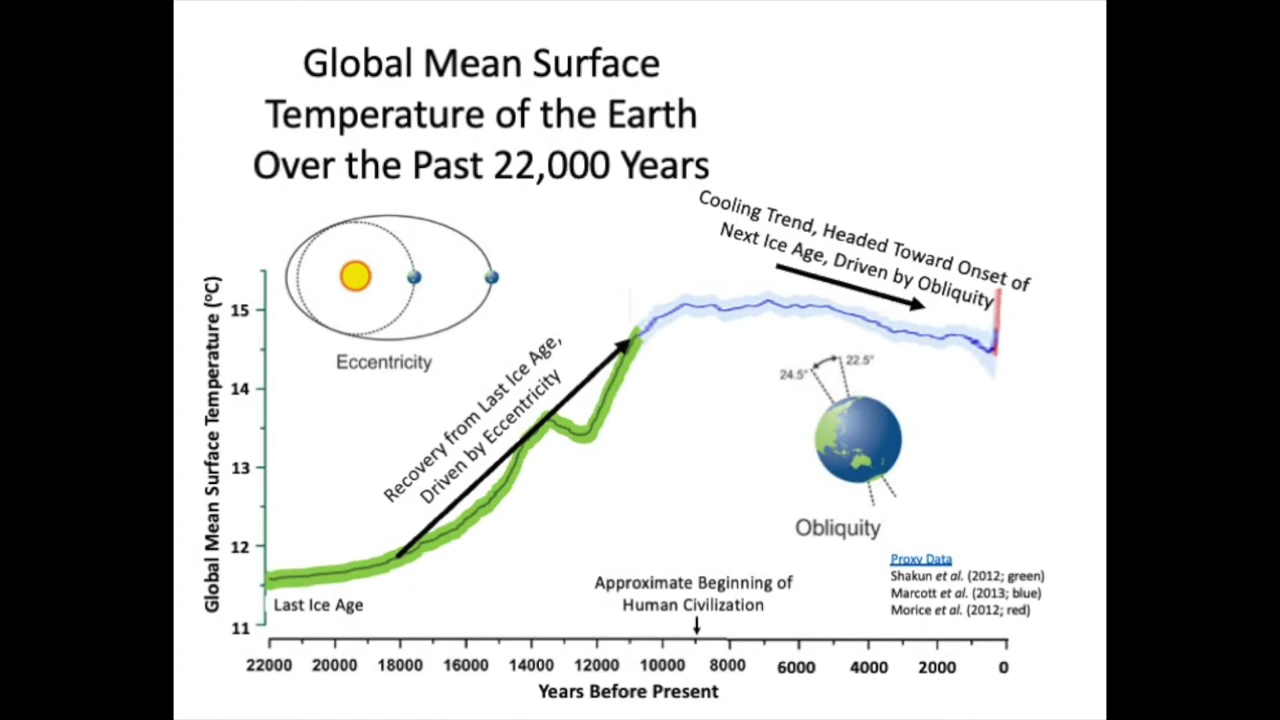 Global Mean Surface
Temperature of the Earth
Over the Past 22,000 Years
Cooling Trend, Headed Toward Onset of
Next Ice Age, Driven by Obliquity
Eccentricity
Recovery from Last Ice Age,
Driven by Eccentricity
24.5°
22.5°
Obliquity
Proxy Data
Shakun et al. (2012; green)
Marcott et al. (2013; blue)
Morice et al. (2012; red)
Approximate Beginning of
Human Civilization
Last Ice Age
Global Mean Surface Temperature (°C)
15
14
13
12
11
22000 20000 18000 16000 14000 12000 10000 8000 6000 4000 2000 0
Years Before Present